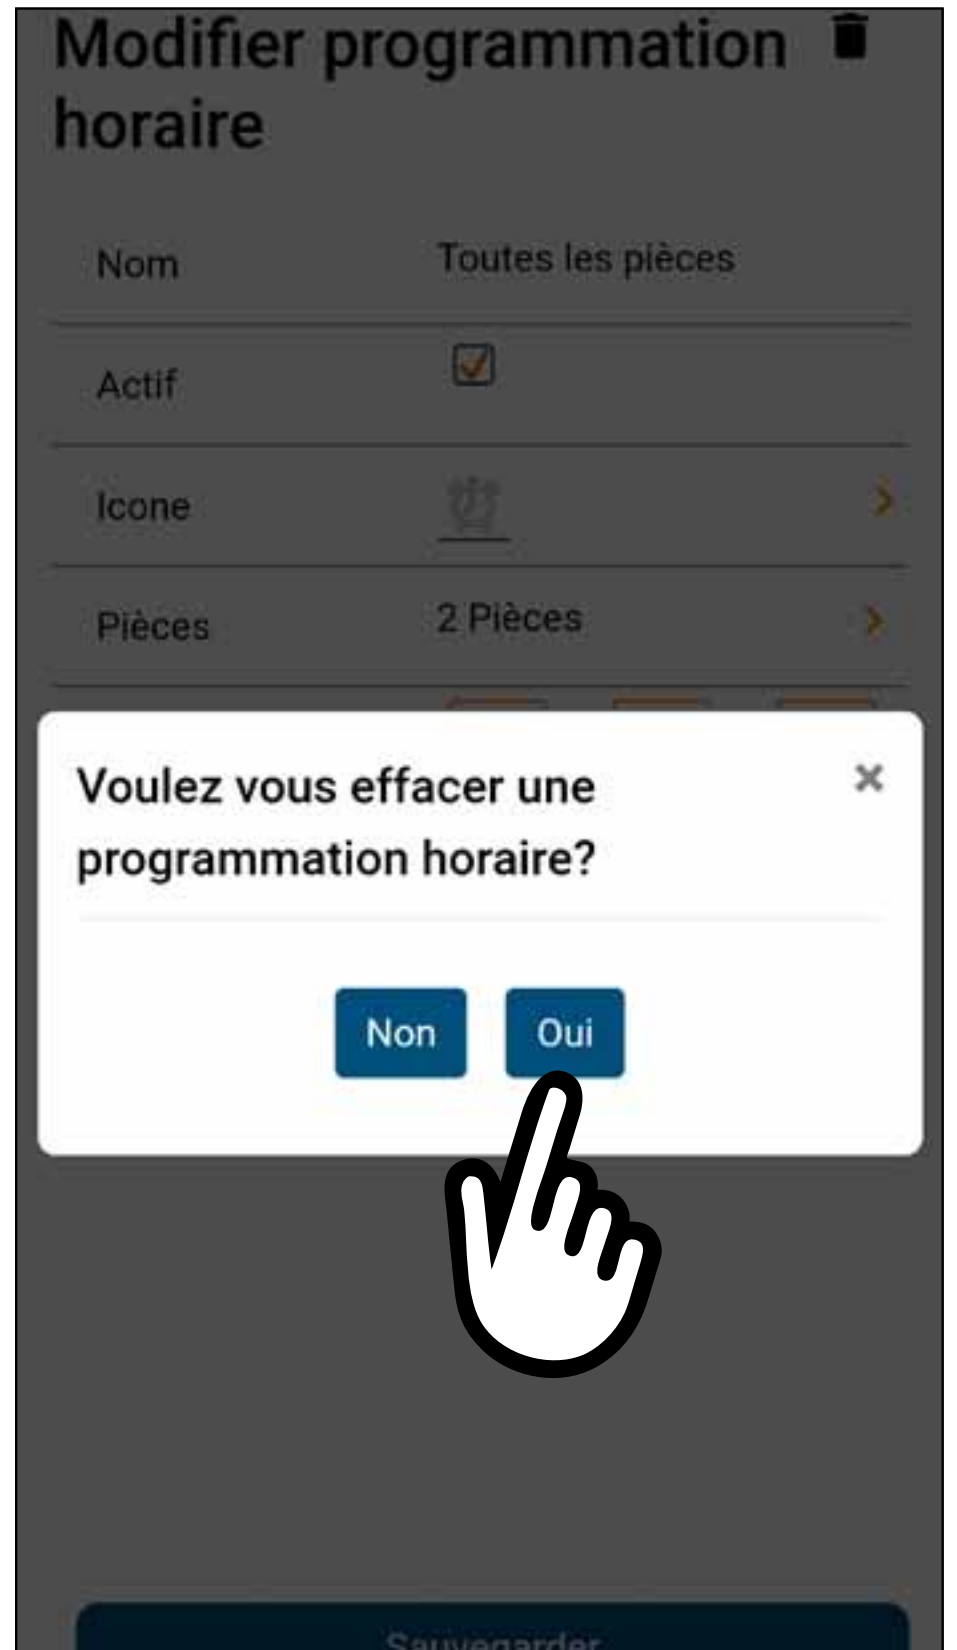 Modifier programmation
horaire
Nom Toutes les pièces
Actif
Icone
Pièces 2 Pièces
Voulez vous effacer une
programmation horaire?
Non Oui
Sauvegarder